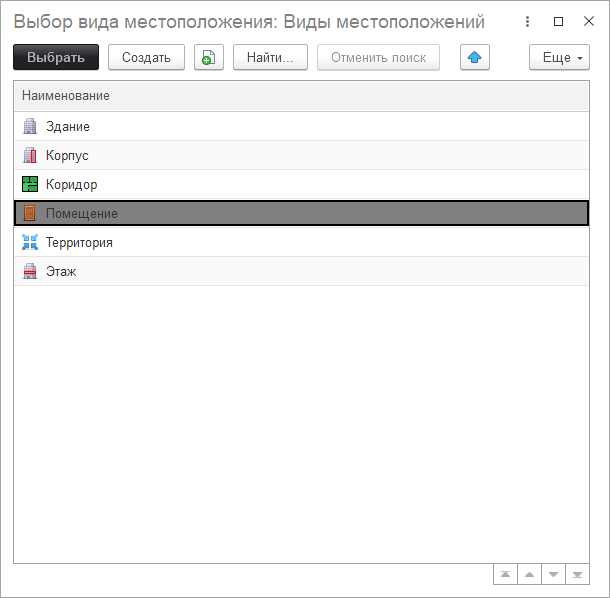 Выбор вида местоположения: Виды местоположений
Выбрать Создать Найти... Отменить поиск Еще
Наименование
Здание
Корпус
Коридор
Помещение
Территория
Этаж